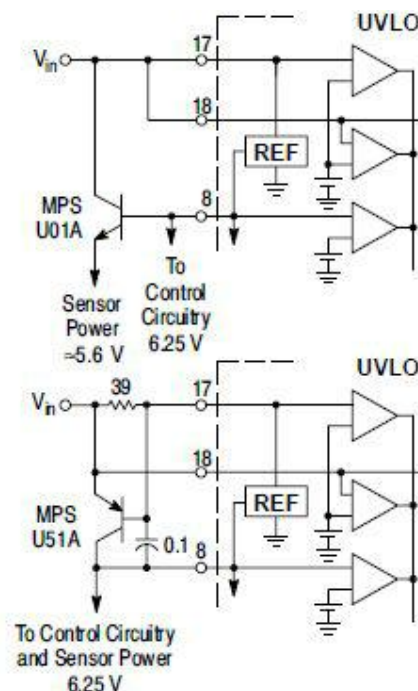 UVLO
Vin
17
18
REF
MPS
U01A
8
To
Control
Circuitry
6.25 V
Sensor
Power
≈5.6 V
UVLO
Vin
39
17
18
REF
MPS
U51A
0.1
8
To Control Circuitry
and Sensor Power
6.25 V